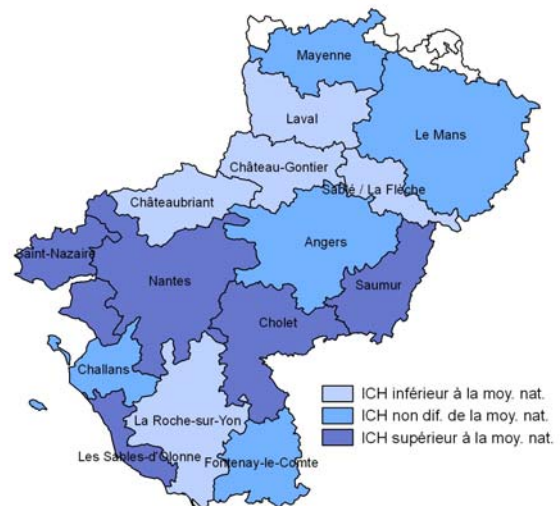 Mayenne
Laval
Le Mans
Château-Gontier
Sablé / La Flèche
Châteaubriant
Angers
Saint-Nazaire
Nantes
Saumur
Cholet
Challans
La Roche-sur-Yon
Les Sables-d'Olonne
Fontenay-le-Comte
ICH inférieur à la moy. nat.
ICH non dif. de la moy. nat.
ICH supérieur à la moy. nat.